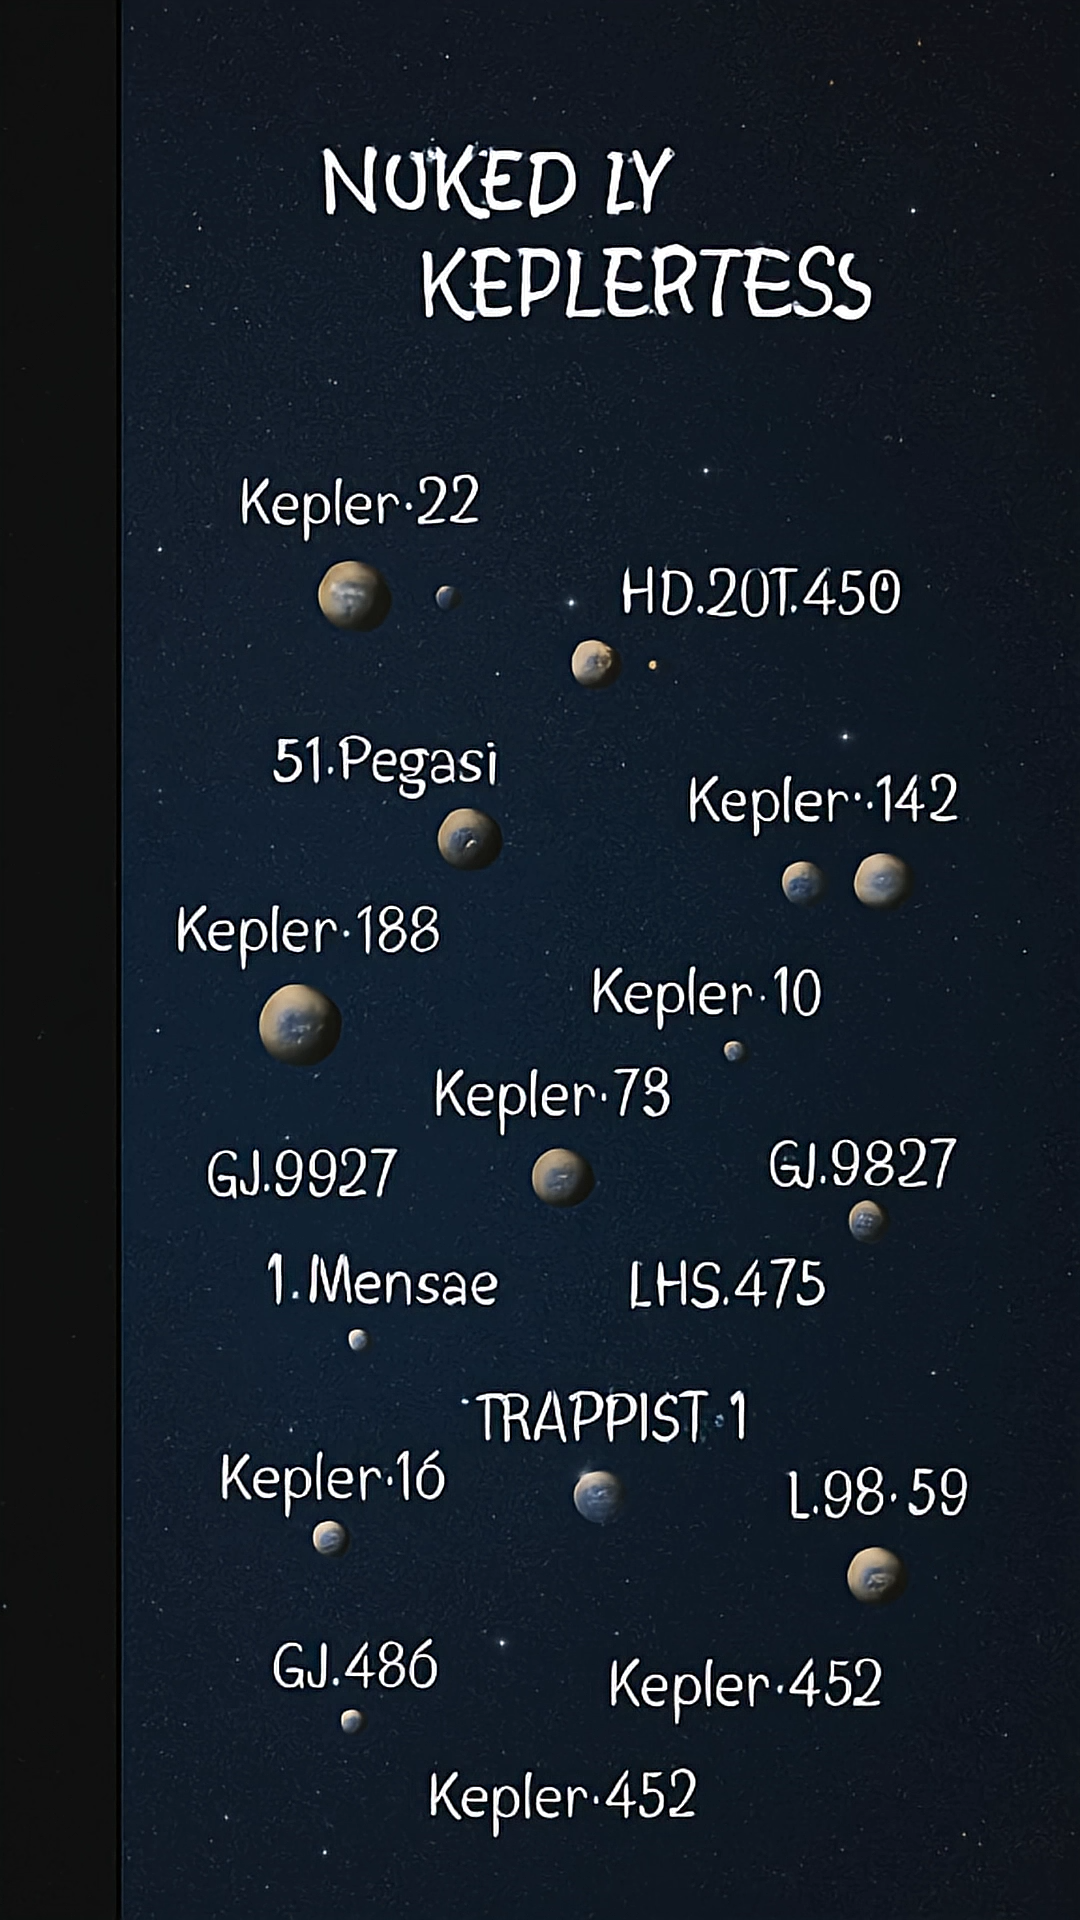 NUKED LY
KEPLERTESS
Kepler·22
HD.20T.450
51.Pegasi
Kepler·.142
Kepler·188
Kepler·10
Kepler·78
GJ.9927
GJ.9827
1.Mensae
LHS.475
TRAPPIST·1
Kepler·16
L.98·59
GJ.486
Kepler·452
Kepler·452